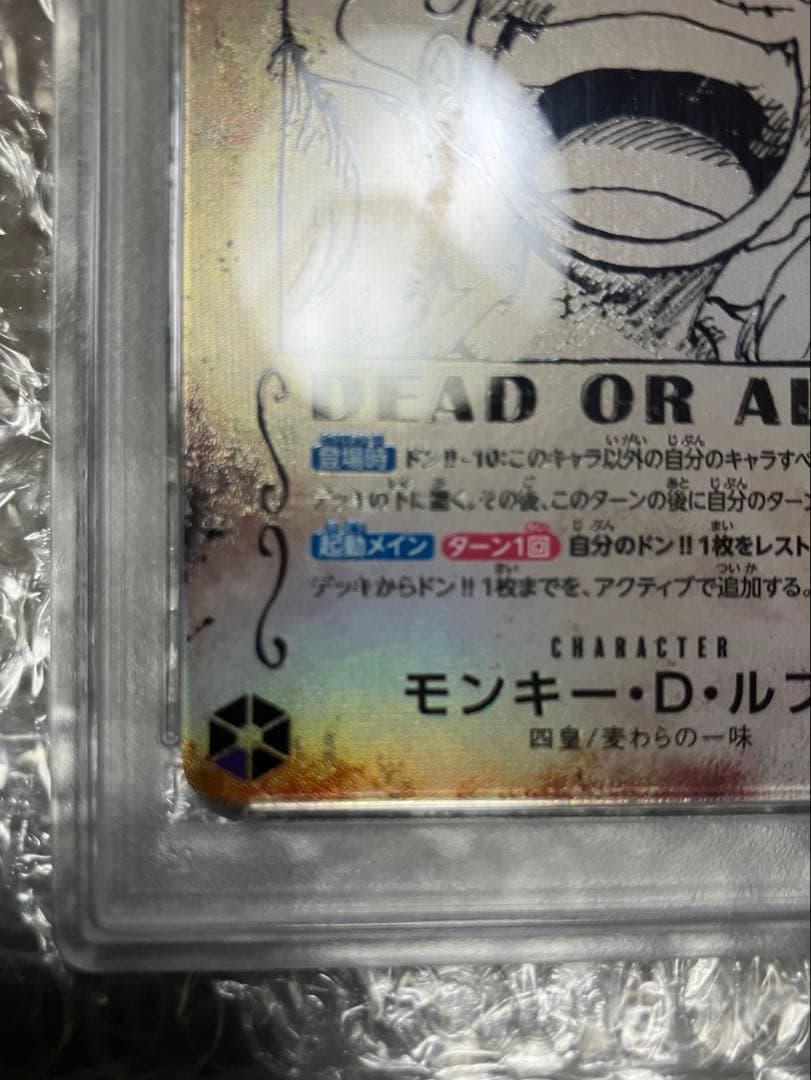 DEAD OR AL
登場時 ドン!!-10:このキャラ以外の自分のキャラすべ
デッキの下に置く。その後、このターンの後に自分のターン
起動メイン ターン1回 自分のドン!!1枚をレスト
デッキからドン!!1枚までを、アクティブで追加する。
CHARACTER
モンキー・D・ルフ
四皇/麦わらの一味